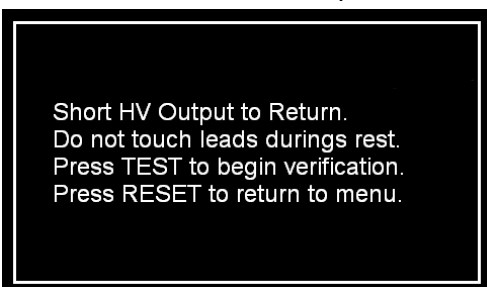 Short HV Output to Return.
Do not touch leads durings rest.
Press TEST to begin verification.
Press RESET to return to menu.